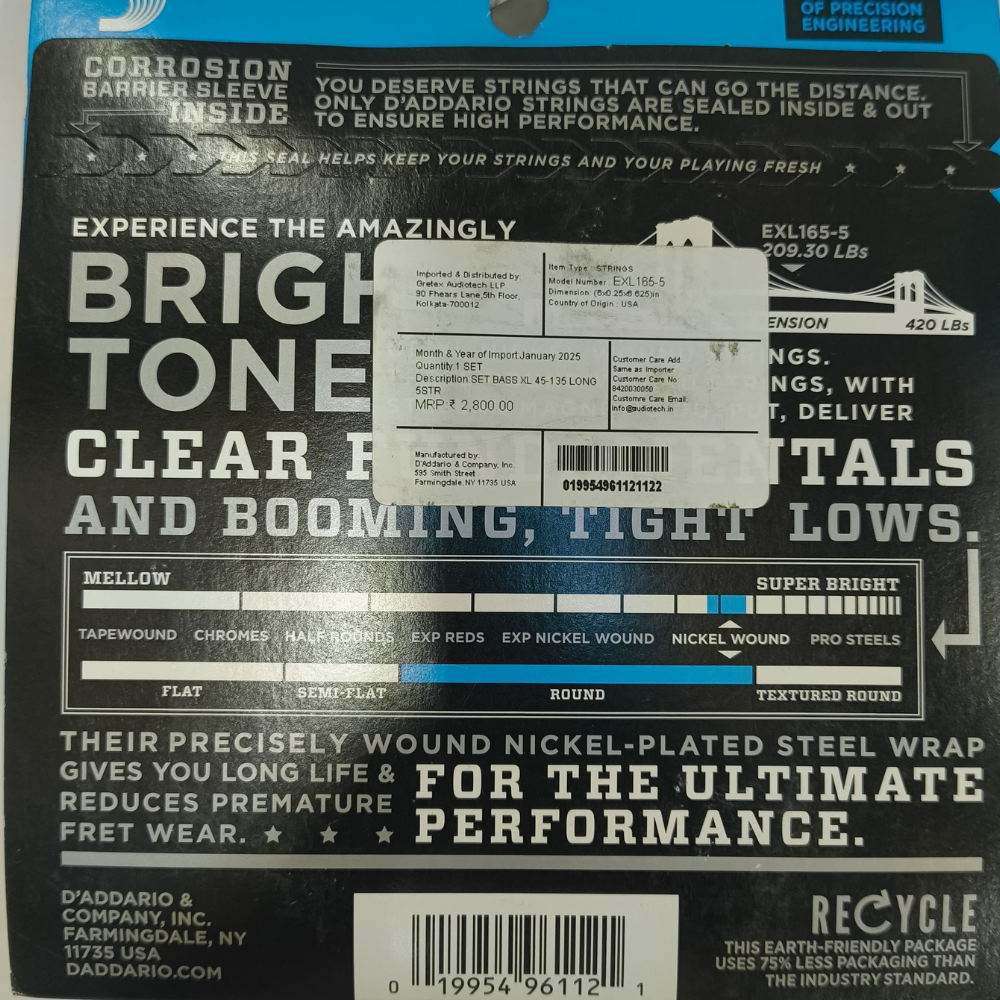 OF PRECISION
ENGINEERING
CORROSION
BARRIER SLEEVE
INSIDE
YOU DESERVE STRINGS THAT CAN GO THE DISTANCE.
ONLY D'ADDARIO STRINGS ARE SEALED INSIDE & OUT
TO ENSURE HIGH PERFORMANCE.
THIS SEAL HELPS KEEP YOUR STRINGS AND YOUR PLAYING FRESH
EXPERIENCE THE AMAZINGLY
BRIGH
TONE
EXL165-5
209.30 LBs
ENSION
420 LBs
Imported & Distributed by:
Gretex Audiotech LLP
90 Phears Lane,5th Floor,
Kolkata-700012
Item Type : STRINGS
Model Number : EXL165-5
Dimension: (6x0.25x6.625)in
Country of Origin : USA
Month & Year of Import:January 2025
Quantity:1 SET
Description:SET BASS XL 45-135 LONG
5STR
MRP:₹ 2,800.00
Customer Care Add.
Same as Importer
Customer Care No:
8420030050
Customre Care Email:
info@audiotech.in
Manufactured by:
D'Addario & Company, Inc.
595 Smith Street
Farmingdale,NY 11735 USA
019954961121122
NGS.
RINGS, WITH
UT, DELIVER
CLEAR F
NTALS
AND BOOMING, TIGHT LOWS.
MELLOW
SUPER BRIGHT
TAPEWOUND CHROMES HALF ROUNDS EXP REDS EXP NICKEL WOUND NICKEL WOUND PRO STEELS
FLAT SEMI-FLAT ROUND TEXTURED ROUND
THEIR PRECISELY WOUND NICKEL-PLATED STEEL WRAP
GIVES YOU LONG LIFE &
REDUCES PREMATURE
FRET WEAR.
FOR THE ULTIMATE
PERFORMANCE.
D'ADDARIO &
COMPANY, INC.
FARMINGDALE, NY
11735 USA
DADDARIO.COM
0 19954 96112 1
RECYCLE
THIS EARTH-FRIENDLY PACKAGE
USES 75% LESS PACKAGING THAN
THE INDUSTRY STANDARD.